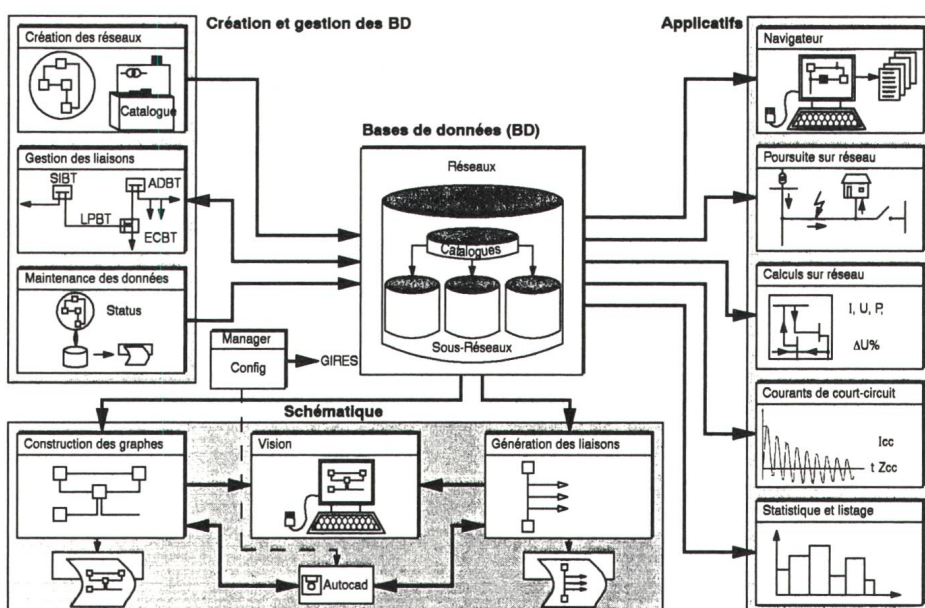 Création et gestion des BD
Création des réseaux
Catalogue
Gestion des liaisons
SIBT
ADBT
LPBT
ECBT
Maintenance des données
Status
Bases de données (BD)
Réseaux
Catalogues
Sous-Réseaux
Manager
Config
GIRES
Applicatifs
Navigateur
Poursuite sur réseau
Calculs sur réseau
I, U, P,
ΔU%
Courants de court-circuit
Icc
t Zcc
Statistique et listage
Schématique
Construction des graphes
Vision
Génération des liaisons
Autocad